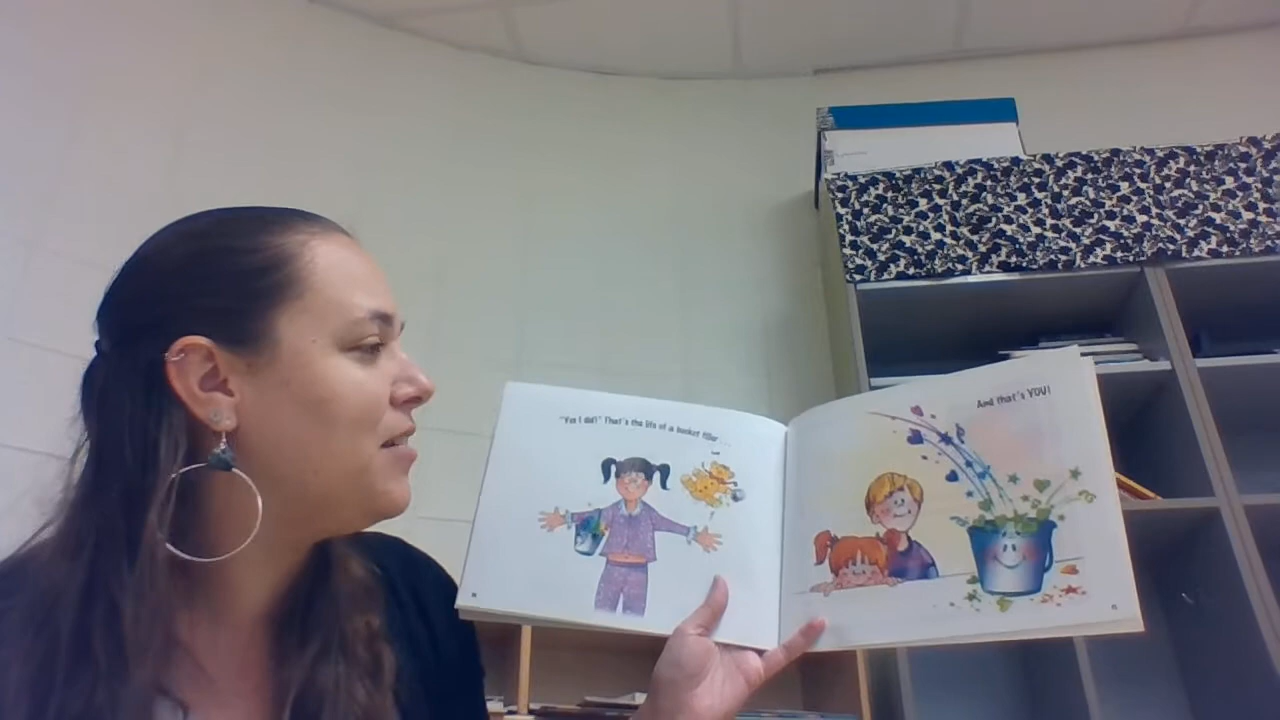 "Yes I did!" That's the life of a bucket filler . . .
And that's YOU!